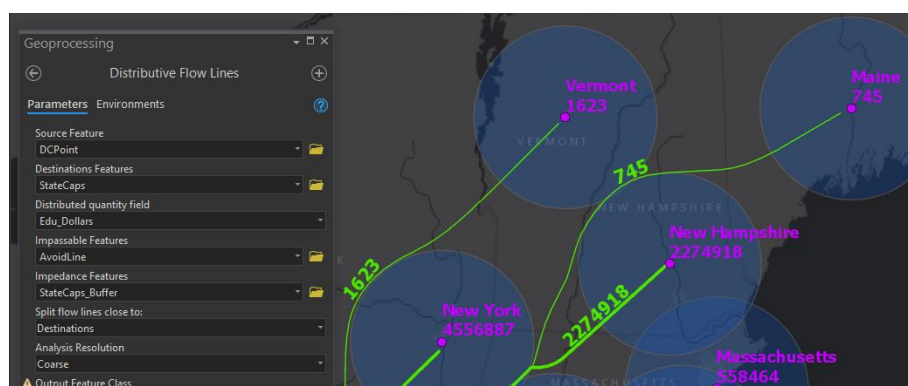 Geoprocessing
Distributive Flow Lines
Parameters Environments
Source Feature
DCPoint
Destinations Features
StateCaps
Distributed quantity field
Edu_Dollars
Impassable Features
AvoidLine
Impedance Features
StateCaps_Buffer
Split flow lines close to:
Destinations
Analysis Resolution
Coarse
Output Feature Class
Vermont
1623
VERMONT
Maine
745
745
NEW HAMPSHIRE
New Hampshire
2274918
1623
2274918
New York
4556887
Massachusetts
558464
MASSACHUSETTS